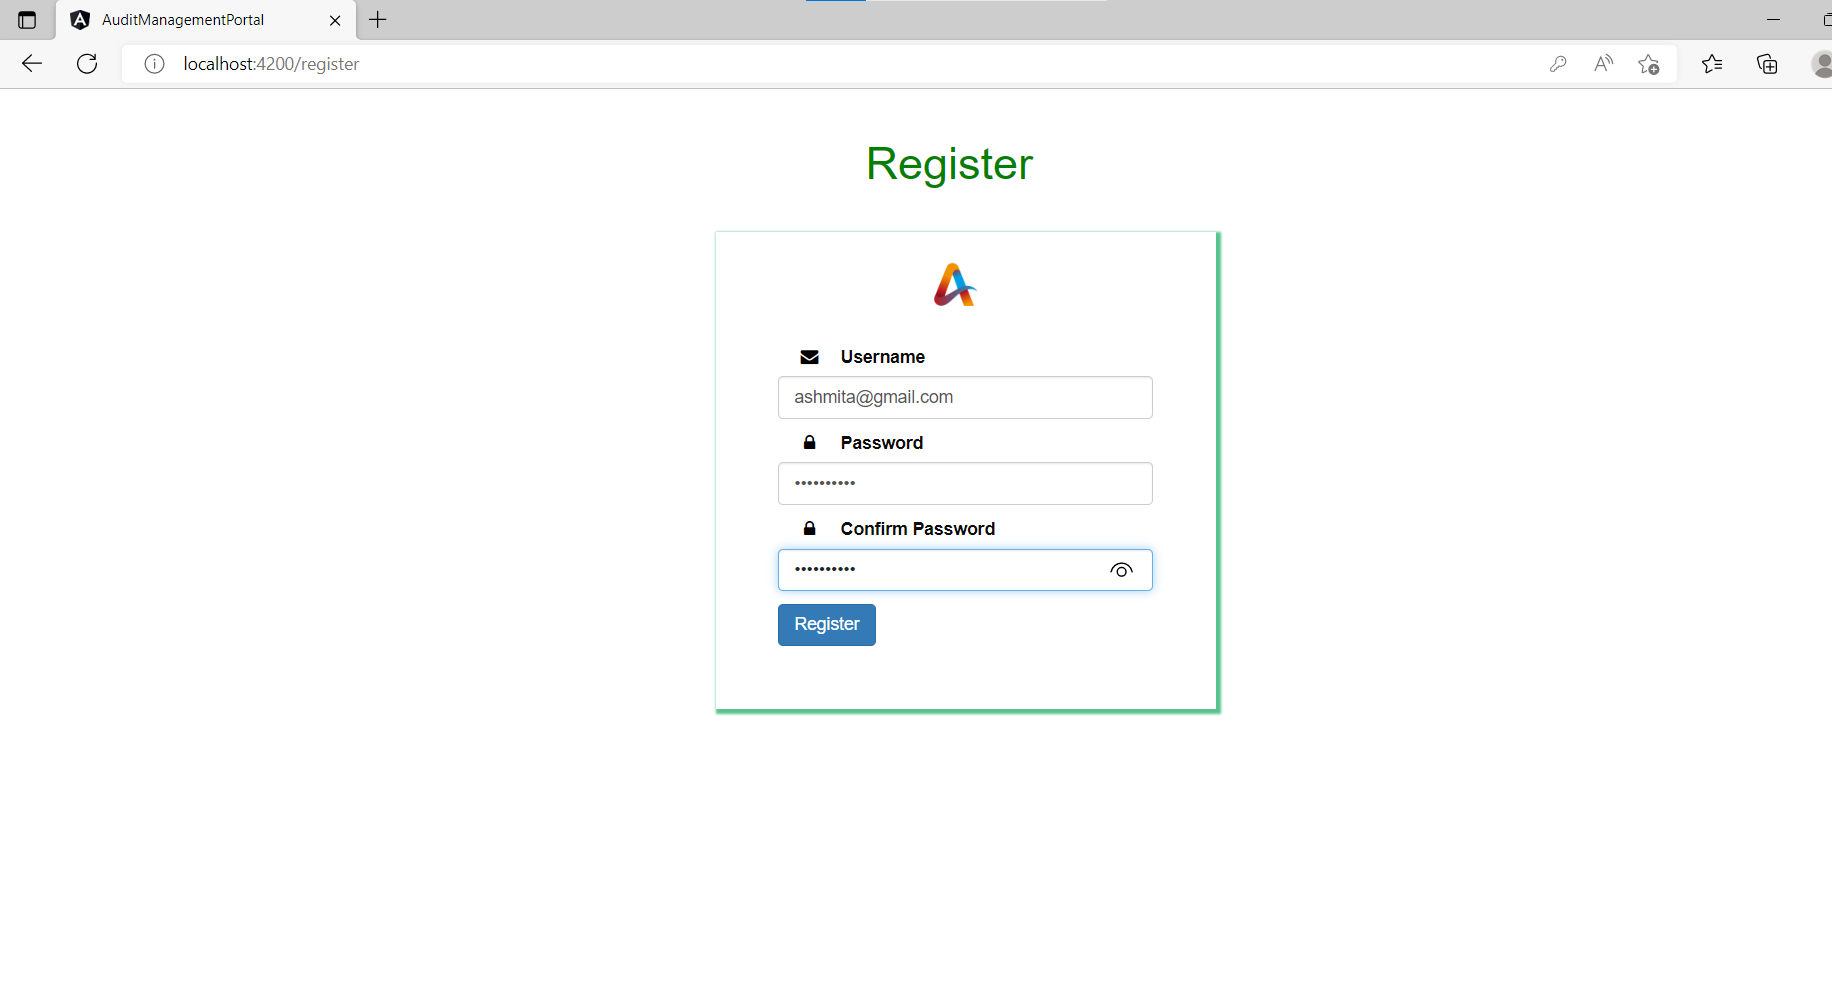 AuditManagementPortal
localhost:4200/register
Register
Username
ashmita@gmail.com
Password
••••••••••
Confirm Password
••••••••••
Register